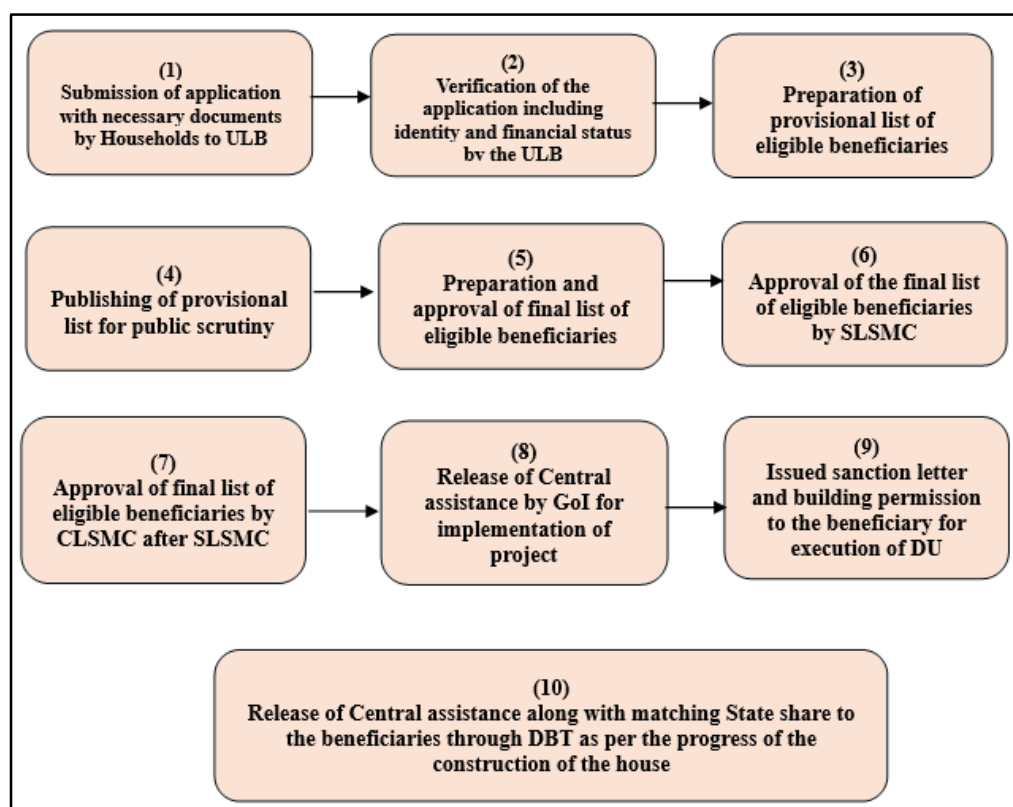 (1)
Submission of application
with necessary documents
by Households to ULB
(2)
Verification of the
application including
identity and financial status
by the ULB
(3)
Preparation of
provisional list of
eligible beneficiaries
(4)
Publishing of provisional
list for public scrutiny
(5)
Preparation and
approval of final list of
eligible beneficiaries
(6)
Approval of the final list
of eligible beneficiaries
by SLSMC
(7)
Approval of final list of
eligible beneficiaries by
CLSMC after SLSMC
(8)
Release of Central
assistance by GoI for
implementation of
project
(9)
Issued sanction letter
and building permission
to the beneficiary for
execution of DU
(10)
Release of Central assistance along with matching State share to
the beneficiaries through DBT as per the progress of the
construction of the house